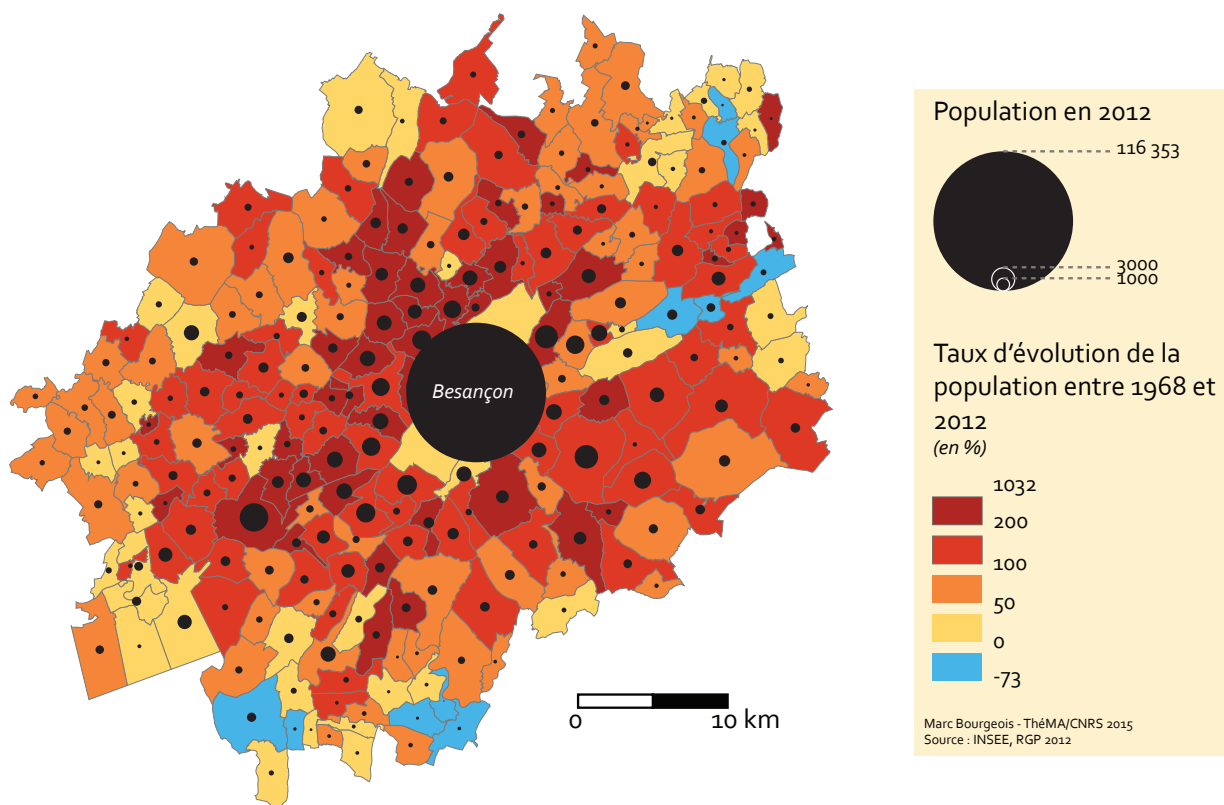 Besançon
0
10 km
Population en 2012
116 353
3000
1000
Taux d'évolution de la
population entre 1968 et
2012
(en %)
1032
200
100
50
0
-73
Marc Bourgeois - ThéMA/CNRS 2015
Source : INSEE, RGP 2012